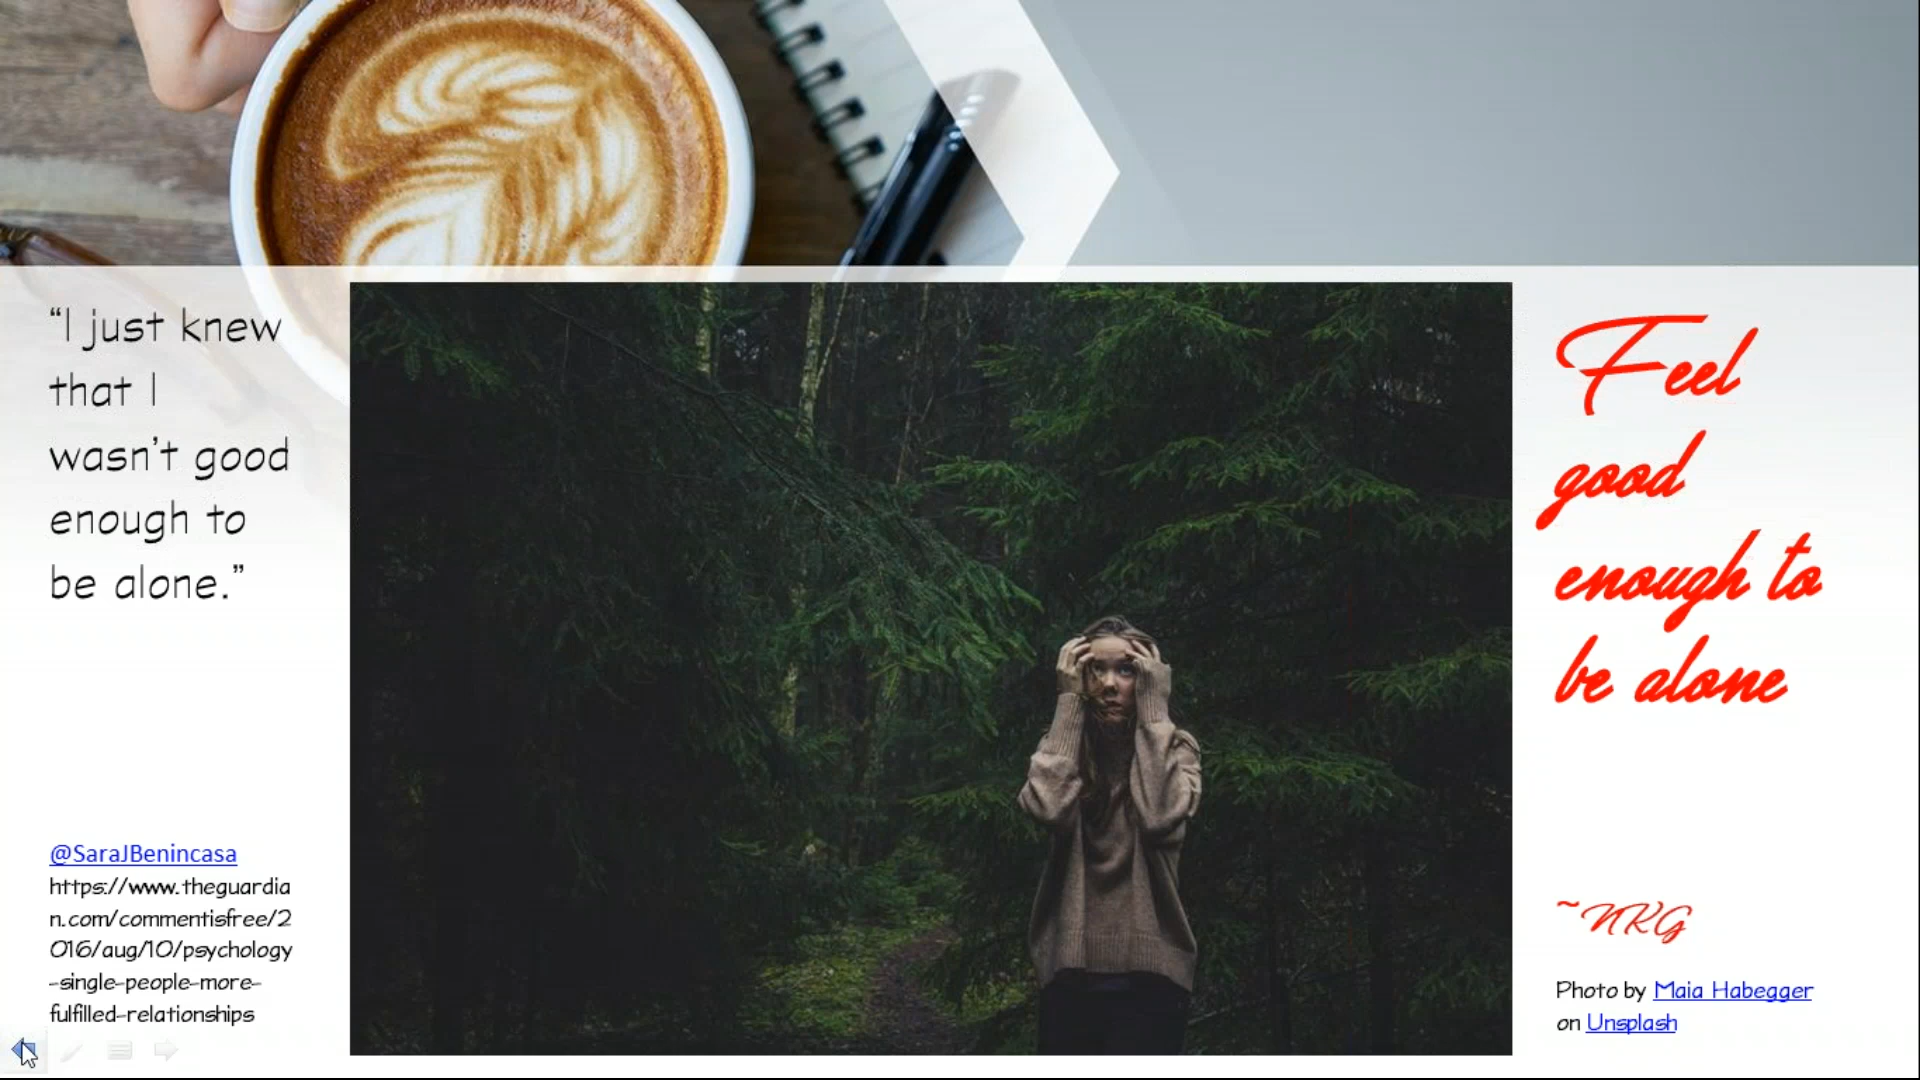 “I just knew
that I
wasn’t good
enough to
be alone.”
@SaraJBenincasa
https://www.theguardia
n.com/commentisfree/2
016/aug/10/psychology
-single-people-more-
fulfilled-relationships
Feel
good
enough to
be alone
~NKG
Photo by Maia Habegger
on Unsplash